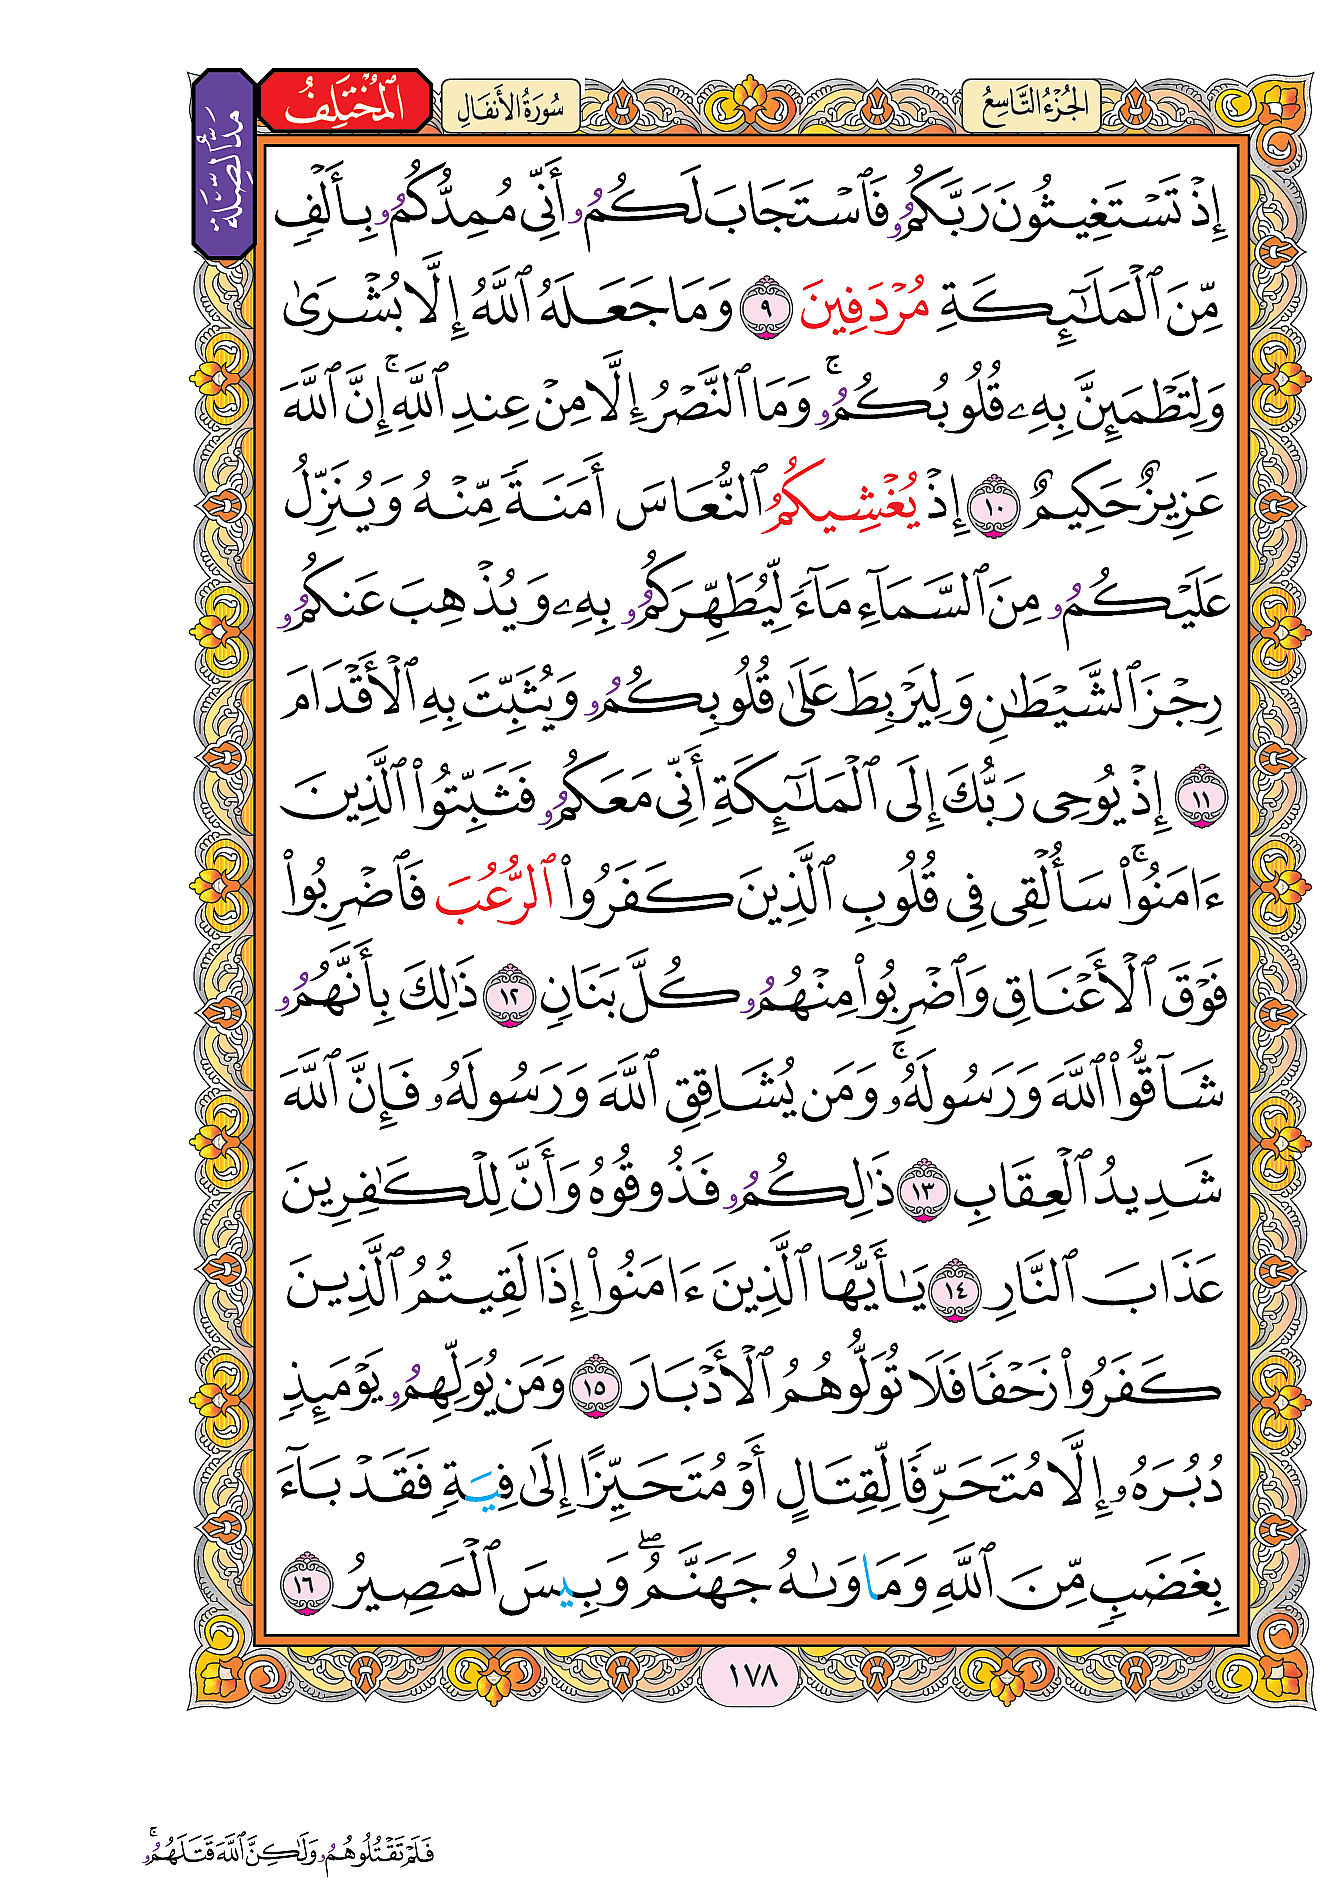 الجُزْءُ التَّاسِعُ
سُورَةُ الأَنفَالِ
المُخْتَلِفُ
مَدُّ الصِّلَةِ
إِذْ تَسْتَغِيثُونَ رَبَّكُمُۥ فَٱسْتَجَابَ لَكُمُۥ أَنِّي مُمِدُّكُمُۥ بِأَلْفٍ
مِّنَ ٱلْمَلَٰٓئِكَةِ مُرْدَفِينَ ٩ وَمَا جَعَلَهُ ٱللَّهُ إِلَّا بُشْرَىٰ
وَلِتَطْمَئِنَّ بِهِۦ قُلُوبُكُمُۥۚ وَمَا ٱلنَّصْرُ إِلَّا مِنْ عِندِ ٱللَّهِۚ إِنَّ ٱللَّهَ
عَزِيزٌ حَكِيمٌ ١٠ إِذْ يُغْشِيكُمُ ٱلنُّعَاسَ أَمَنَةً مِّنْهُ وَيُنَزِّلُ
عَلَيْكُمُۥ مِنَ ٱلسَّمَآءِ مَآءً لِّيُطَهِّرَكُمُۥ بِهِۦ وَيُذْهِبَ عَنكُمُۥ
رِجْزَ ٱلشَّيْطَٰنِ وَلِيَرْبِطَ عَلَىٰ قُلُوبِكُمُۥ وَيُثَبِّتَ بِهِ ٱلْأَقْدَامَ
١١ إِذْ يُوحِي رَبُّكَ إِلَى ٱلْمَلَٰٓئِكَةِ أَنِّي مَعَكُمُۥ فَثَبِّتُوا۟ ٱلَّذِينَ
ءَامَنُوا۟ۚ سَأُلْقِي فِي قُلُوبِ ٱلَّذِينَ كَفَرُوا۟ ٱلرُّعُبَ فَٱضْرِبُوا۟
فَوْقَ ٱلْأَعْنَاقِ وَٱضْرِبُوا۟ مِنْهُمُۥ كُلَّ بَنَانٍ ١٢ ذَٰلِكَ بِأَنَّهُمُۥ
شَآقُّوا۟ ٱللَّهَ وَرَسُولَهُۥۚ وَمَن يُشَاقِقِ ٱللَّهَ وَرَسُولَهُۥ فَإِنَّ ٱللَّهَ
شَدِيدُ ٱلْعِقَابِ ١٣ ذَٰلِكُمُۥ فَذُوقُوهُ وَأَنَّ لِلْكَٰفِرِينَ
عَذَابَ ٱلنَّارِ ١٤ يَٰٓأَيُّهَا ٱلَّذِينَ ءَامَنُوٓا۟ إِذَا لَقِيتُمُ ٱلَّذِينَ
كَفَرُوا۟ زَحْفًا فَلَا تُوَلُّوهُمُ ٱلْأَدْبَارَ ١٥ وَمَن يُوَلِّهِمُۥ يَوْمَئِذٍ
دُبُرَهُۥ إِلَّا مُتَحَرِّفًا لِّقِتَالٍ أَوْ مُتَحَيِّزًا إِلَىٰ فِيَةٍ فَقَدْ بَآءَ
بِغَضَبٍ مِّنَ ٱللَّهِ وَمَاوَىٰهُ جَهَنَّمُۖ وَبِيسَ ٱلْمَصِيرُ ١٦
١٧٨
فَلَمْ تَقْتُلُوهُمُۥ وَلَٰكِنَّ ٱللَّهَ قَتَلَهُمُۥۚ